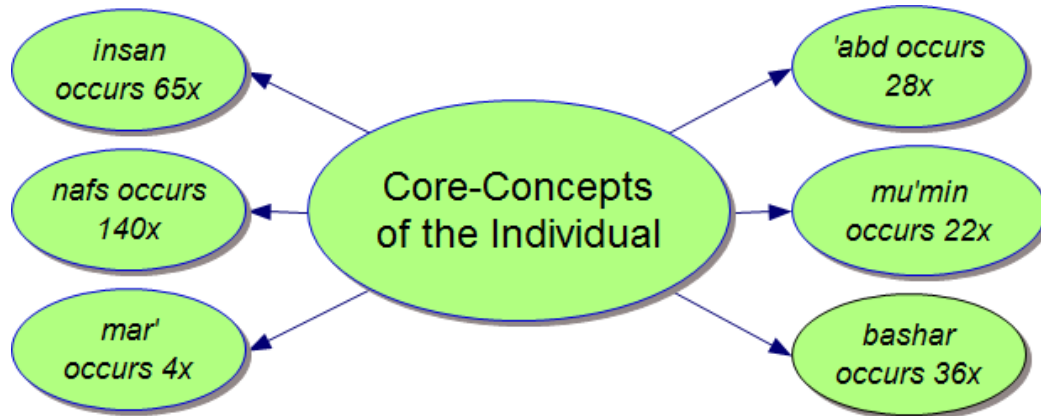 insan
occurs 65x
'abd occurs
28x
nafs occurs
140x
Core-Concepts
of the Individual
mu'min
occurs 22x
mar'
occurs 4x
bashar
occurs 36x